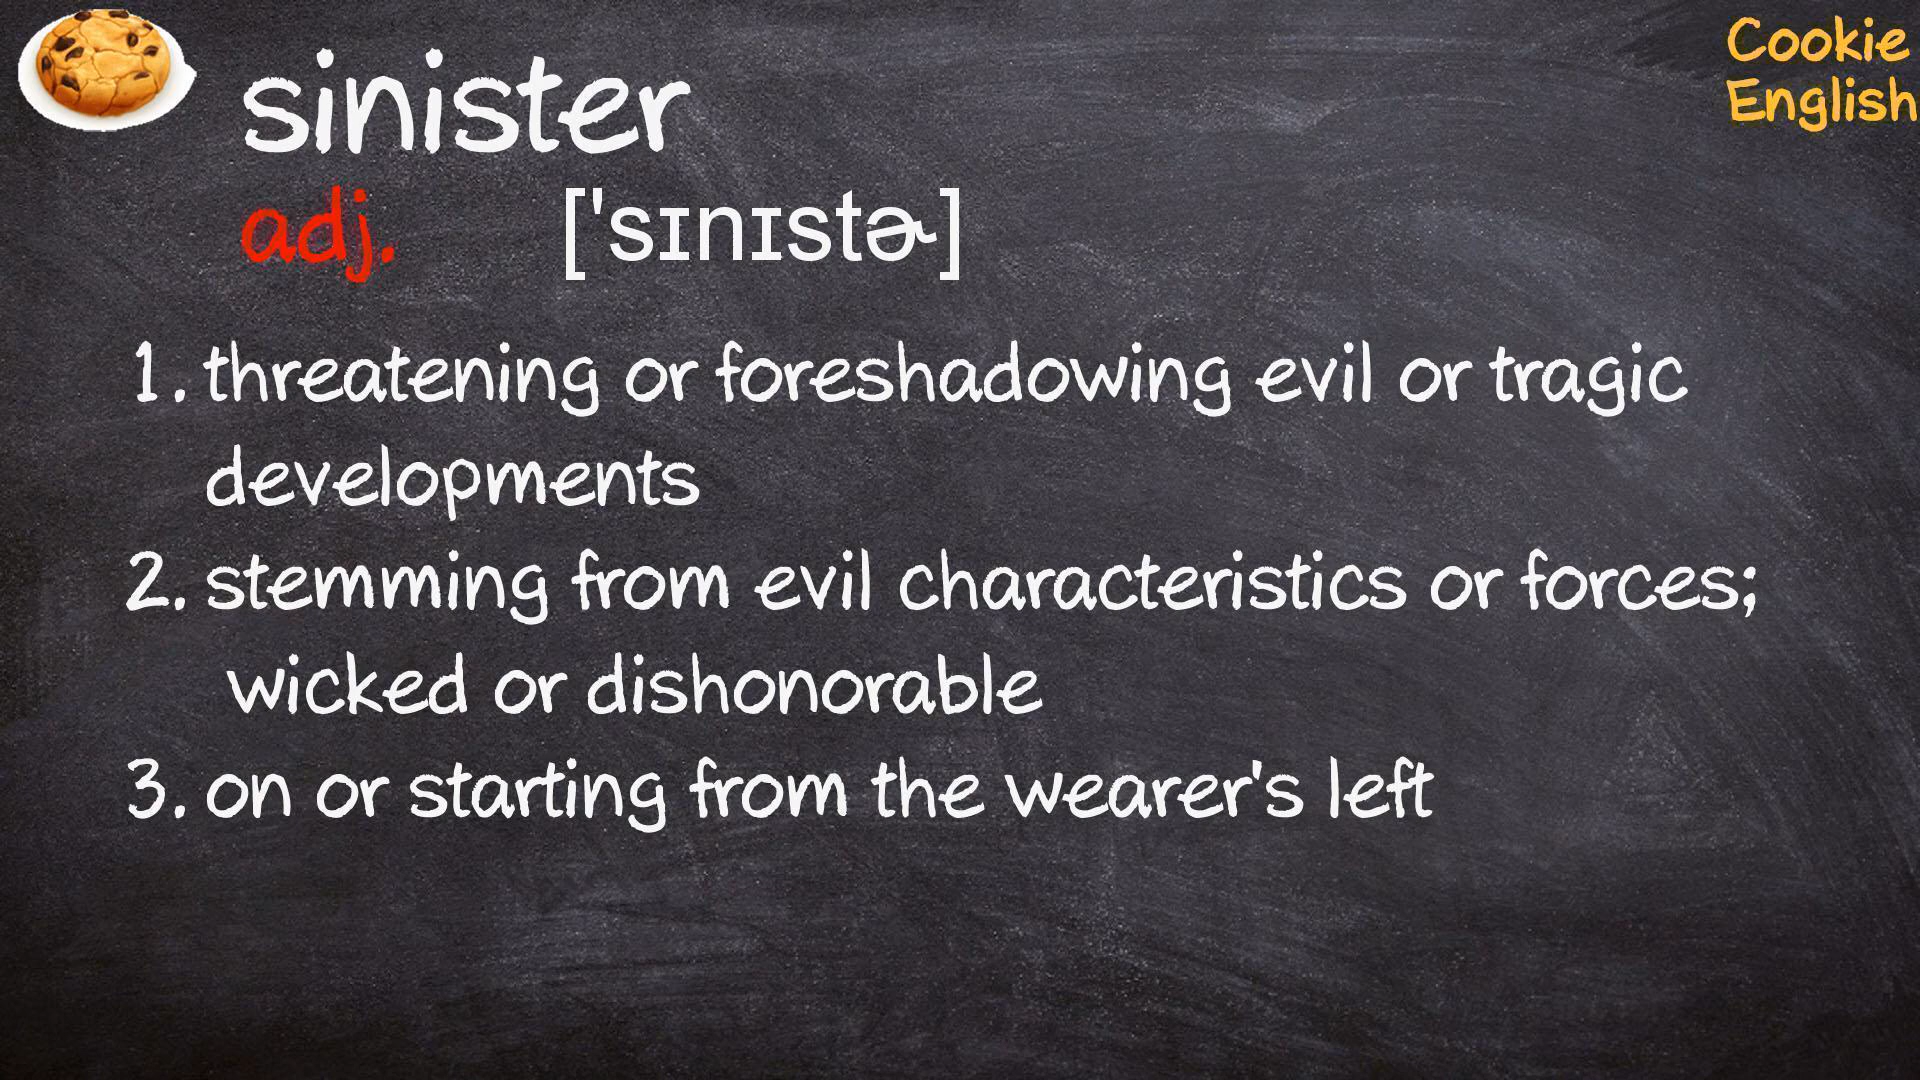 Cookie
English
sinister
adj. ['sɪnɪstɚ]
1. threatening or foreshadowing evil or tragic
developments
2. stemming from evil characteristics or forces;
wicked or dishonorable
3. on or starting from the wearer's left